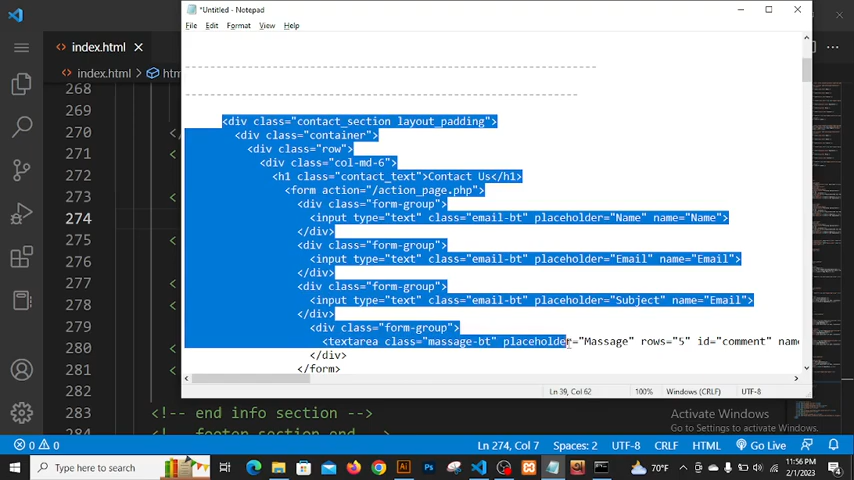 *Untitled - Notepad
File Edit Format View Help
index.html
index.html > htm
------------------------------------------------------------------
---------------------------------------------------------------
<div class="contact_section layout_padding">
<div class="container">
<div class="row">
<div class="col-md-6">
<h1 class="contact_text">Contact Us</h1>
<form action="/action_page.php">
<div class="form-group">
<input type="text" class="email-bt" placeholder="Name" name="Name">
</div>
<div class="form-group">
<input type="text" class="email-bt" placeholder="Email" name="Email">
</div>
<div class="form-group">
<input type="text" class="email-bt" placeholder="Subject" name="Email">
</div>
<div class="form-group">
<textarea class="massage-bt" placeholder="Massage" rows="5" id="comment" name
</div>
</form>
Ln 39, Col 62 100% Windows (CRLF) UTF-8
268
269
270 </
271 <
272
273 <
274
275 <
276
277 <
278 <
279
280 <
281 <
282
283 <!-- end info section -->
284
Activate Windows
Go to Settings to activate Windows.
0 0 Ln 274, Col 7 Spaces: 2 UTF-8 CRLF HTML Go Live
Type here to search
70°F
11:56 PM
2/1/2023
4